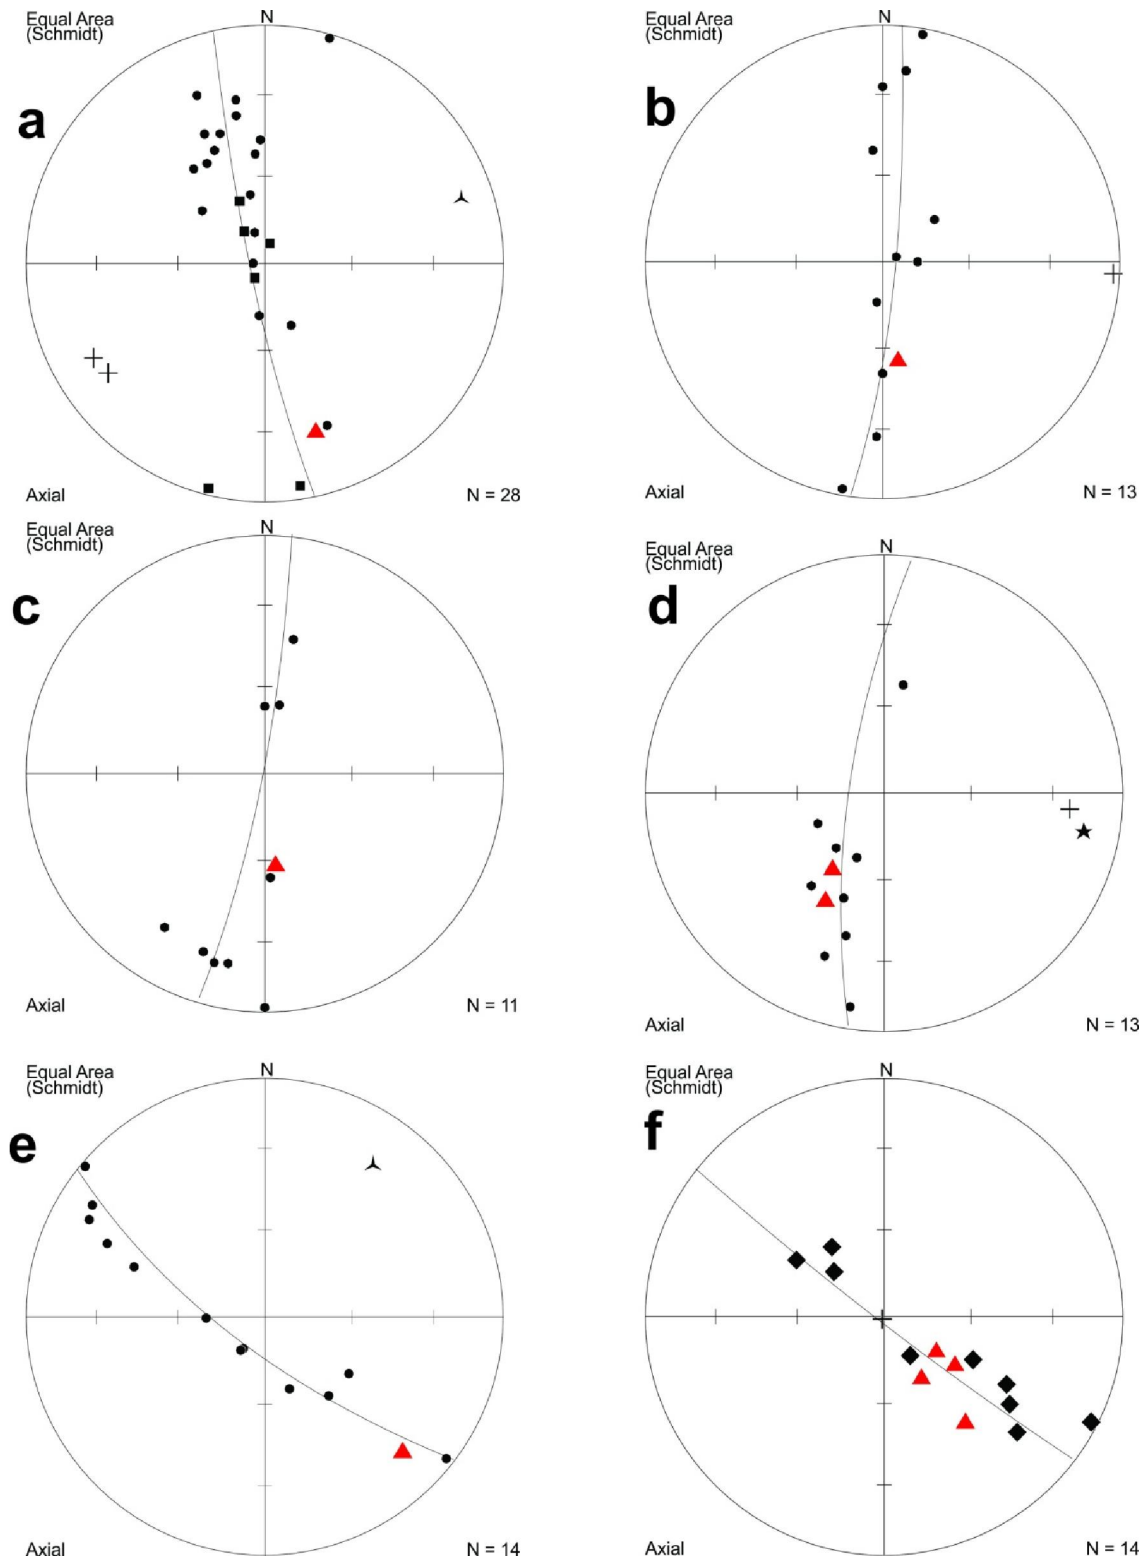 Equal Area
(Schmidt)
N
a
Axial
N = 28
Equal Area
(Schmidt)
N
b
Axial
N = 13
Equal Area
(Schmidt)
N
c
Axial
N = 11
Equal Area
(Schmidt)
N
d
Axial
N = 13
Equal Area
(Schmidt)
N
e
Axial
N = 14
Equal Area
(Schmidt)
N
f
Axial
N = 14